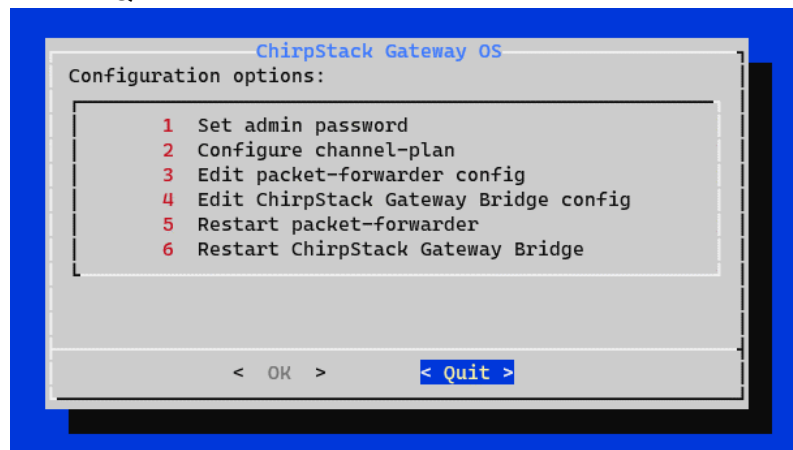 ChirpStack Gateway OS
Configuration options:
1 Set admin password
2 Configure channel-plan
3 Edit packet-forwarder config
4 Edit ChirpStack Gateway Bridge config
5 Restart packet-forwarder
6 Restart ChirpStack Gateway Bridge
< OK > < Quit >